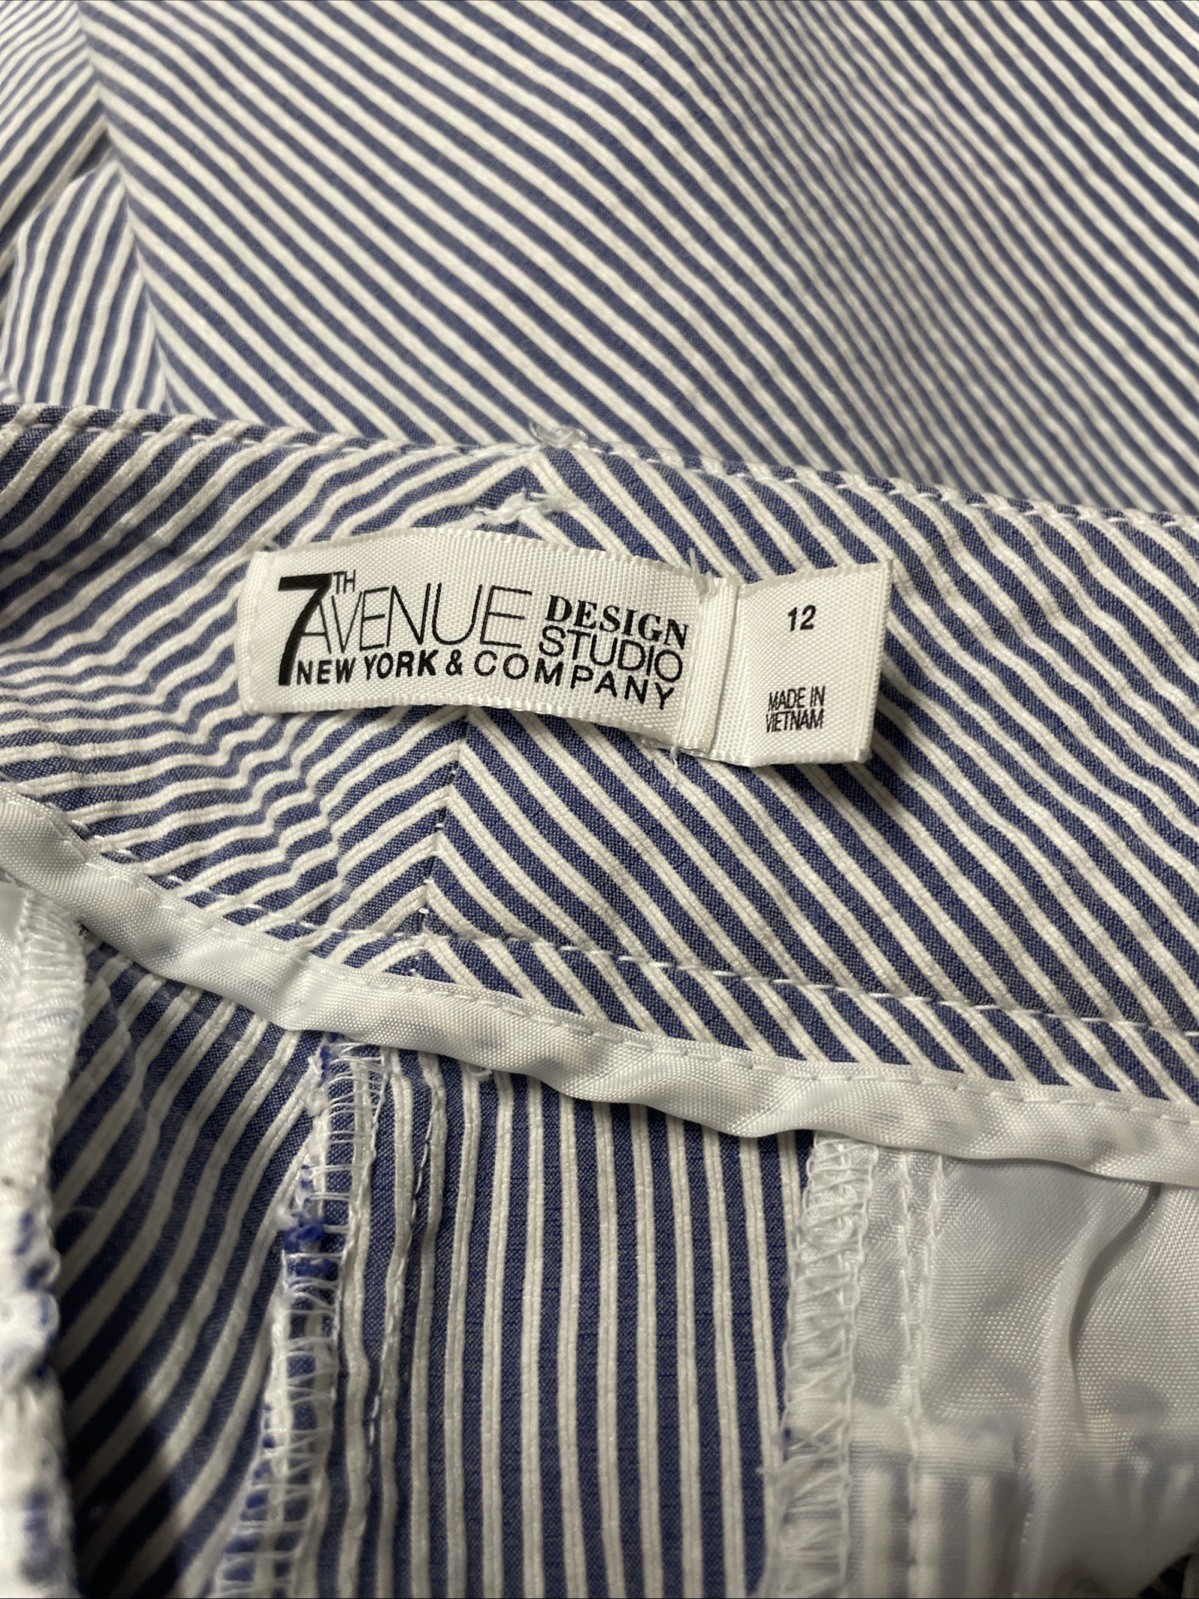 7TH AVENUE DESIGN STUDIO
NEW YORK & COMPANY
12
MADE IN
VIETNAM